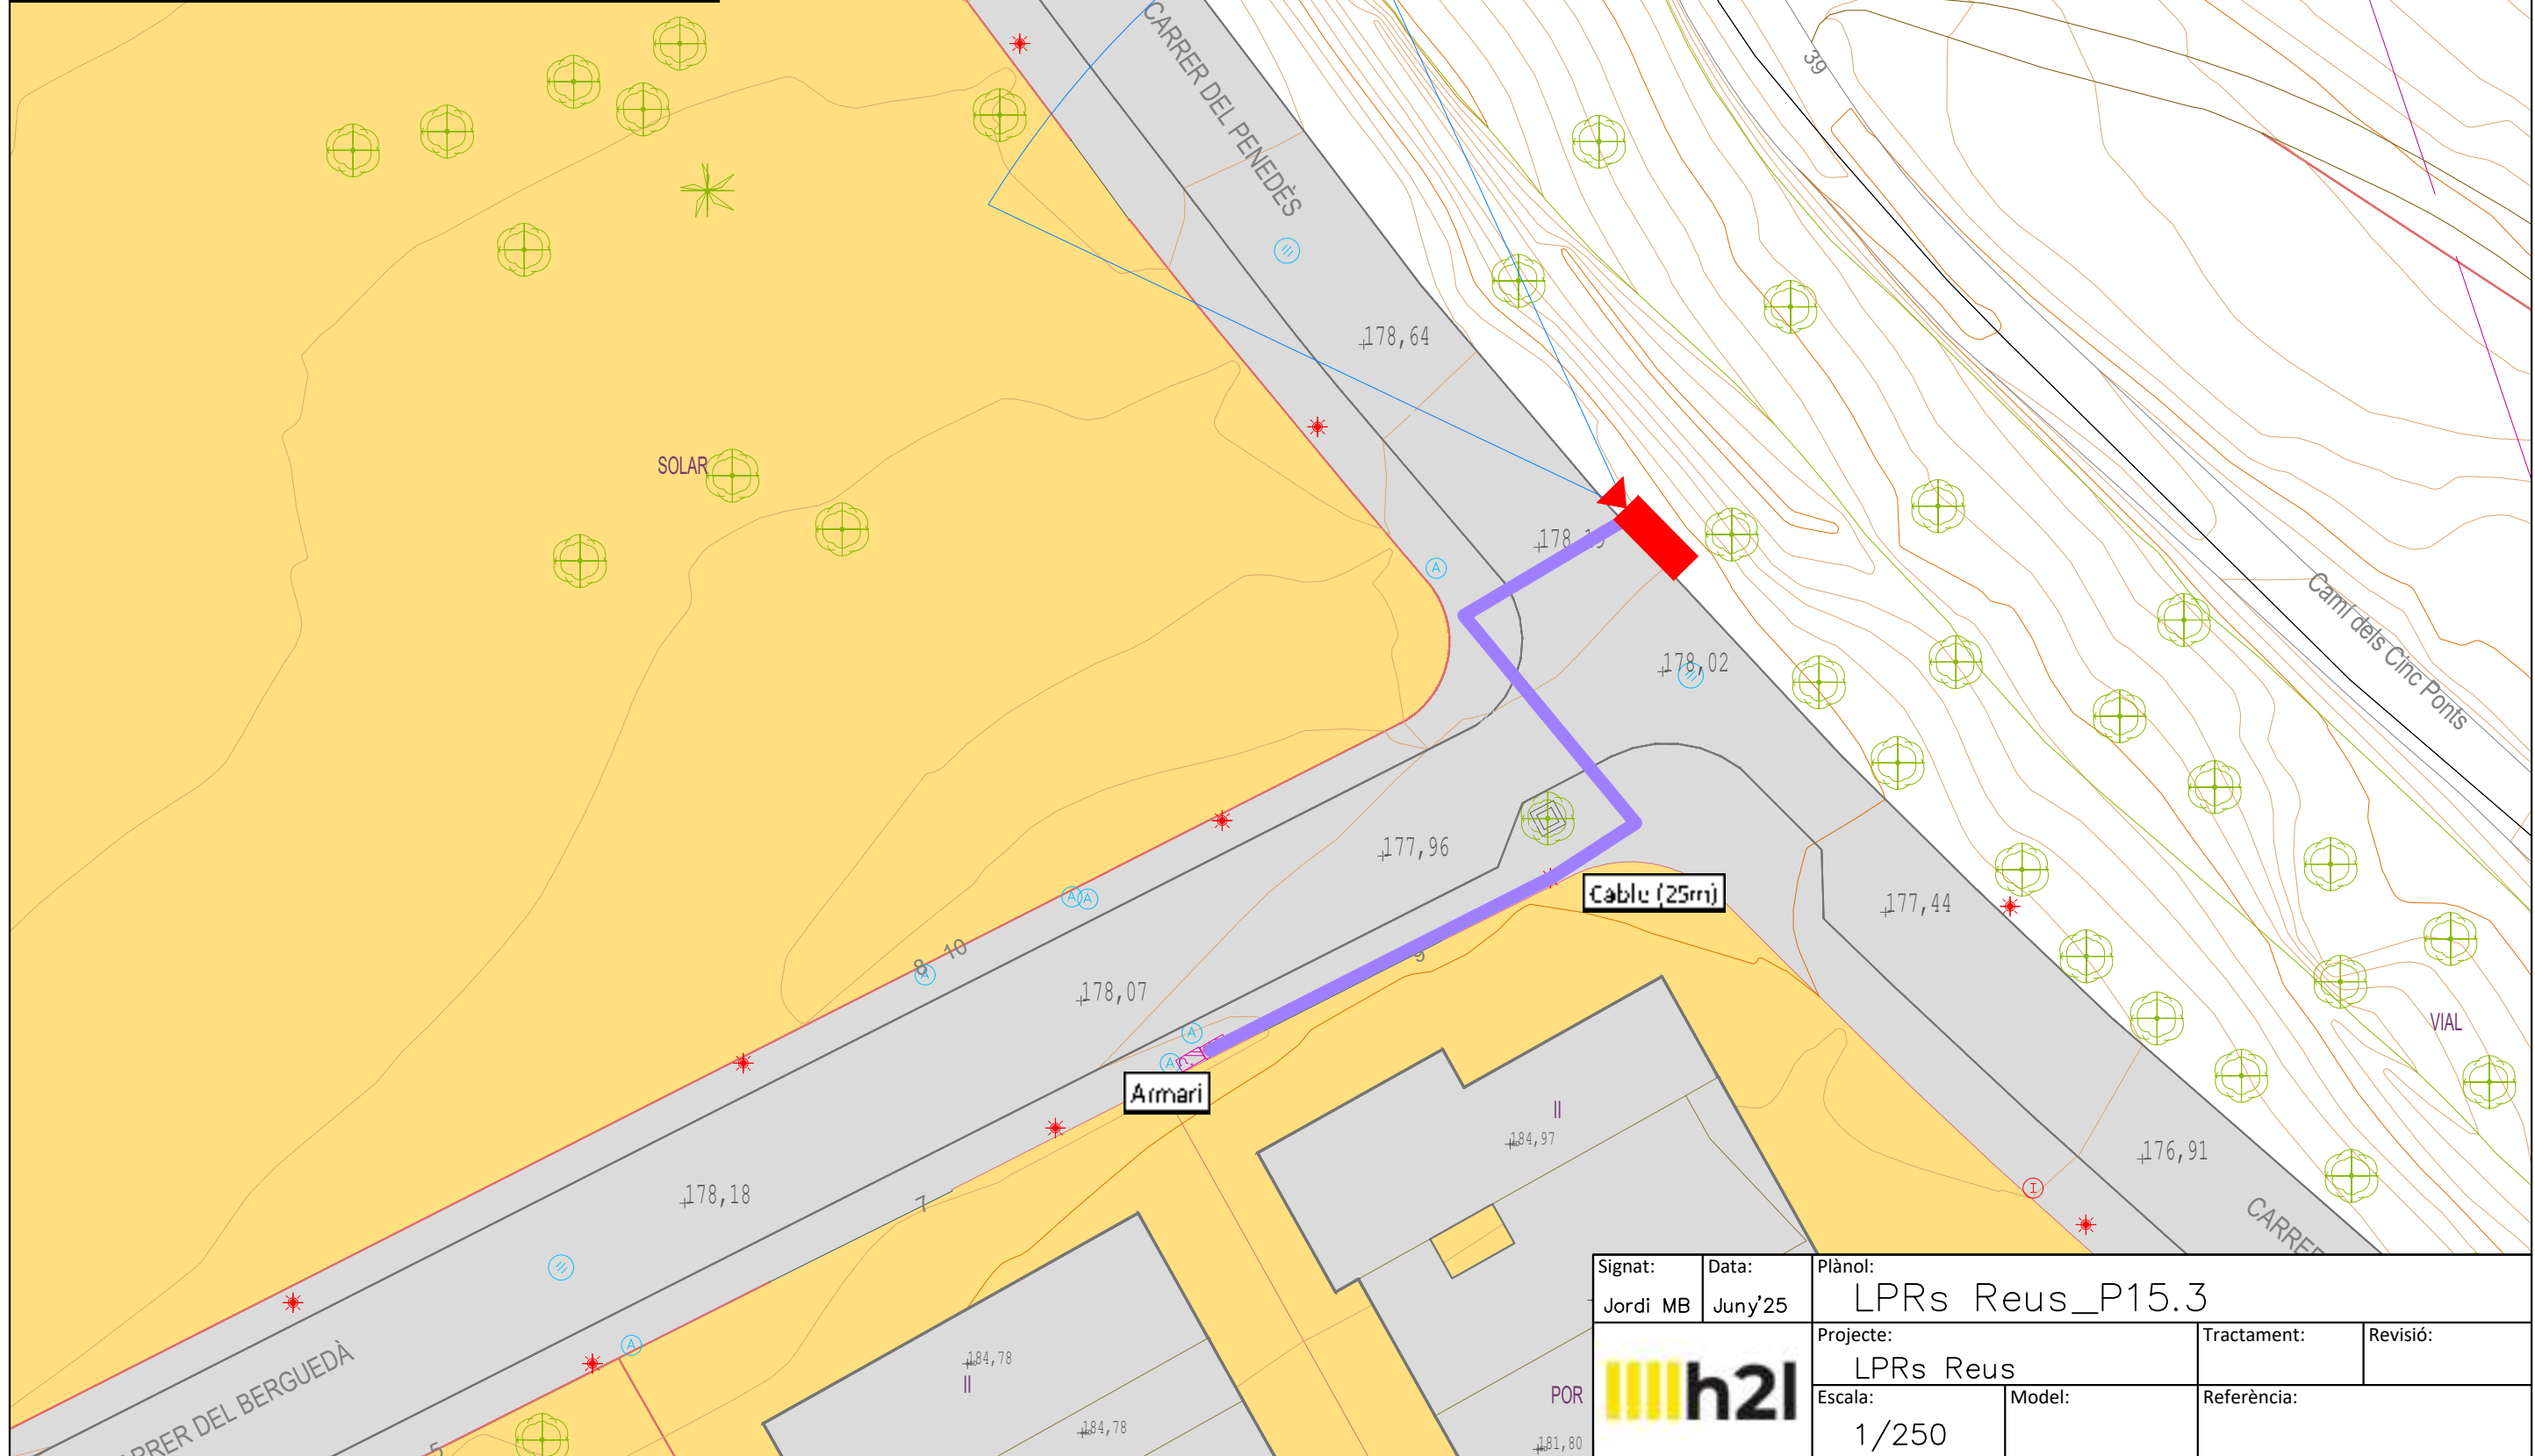 CARRER DEL PENEDÈS
39
178,64
SOLAR
178,19
A
178,02
Camí dels Cinc Ponts
177,96
Cable (25m)
177,44
A A
8 10
A
9
178,07
A
A
VIAL
Armari
II
184,97
176,91
I
178,18
7
CARRER
A
184,78
II
CARRER DEL BERGUEDÀ
184,78
5
POR
181,80
Signat:
Jordi MB
Data:
Juny'25
Plànol:
LPRs Reus_P15.3
h2l
Projecte:
LPRs Reus
Tractament:
Revisió:
Escala:
1/250
Model:
Referència: